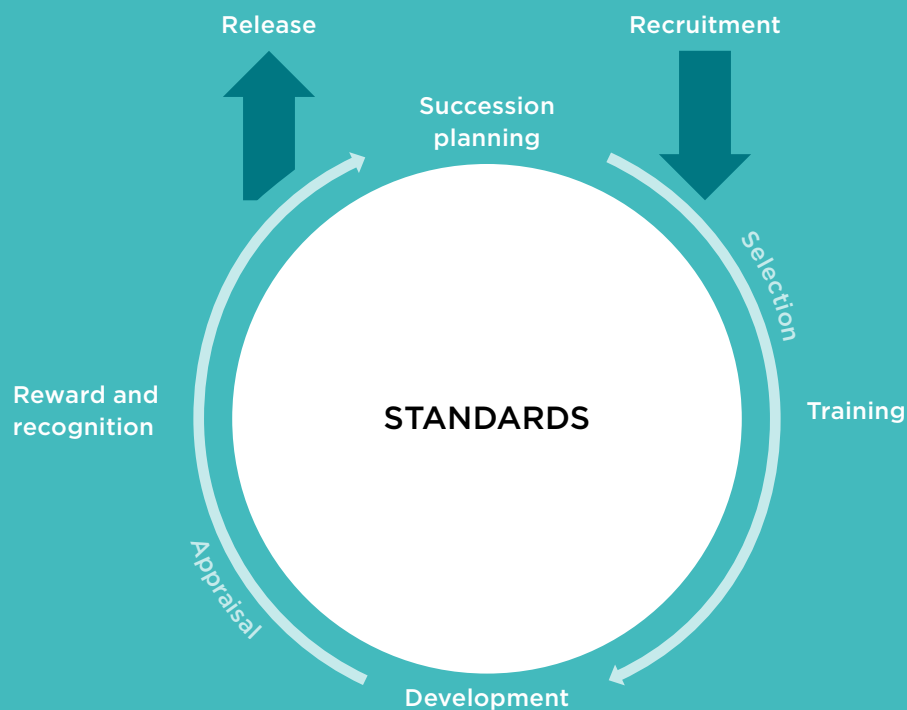 Release
Recruitment
Succession
planning
Selection
Reward and
recognition
STANDARDS
Training
Appraisal
Development